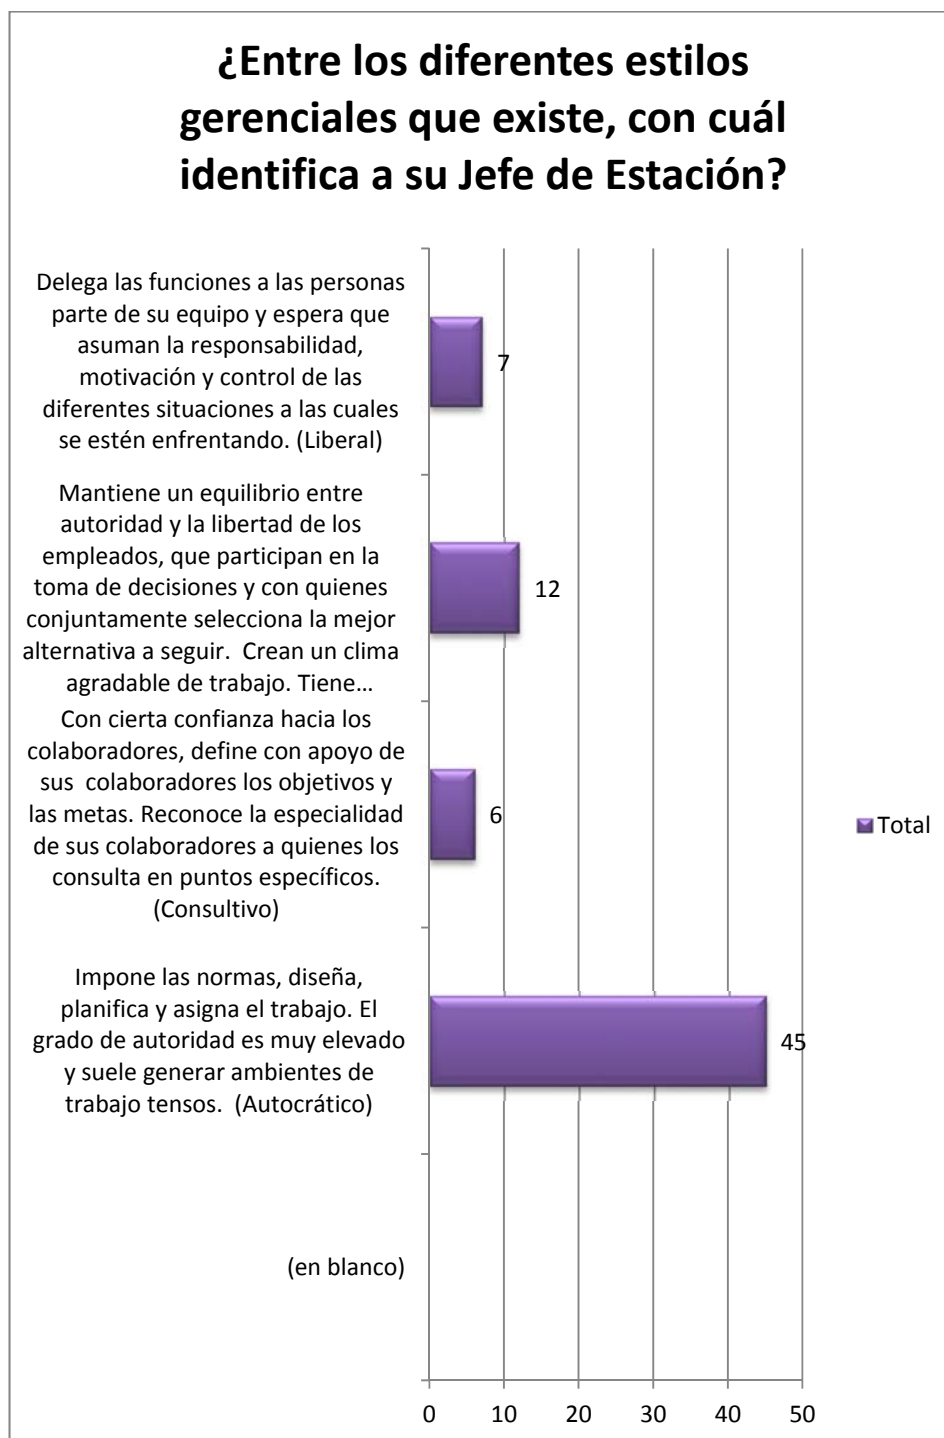 ¿Entre los diferentes estilos
gerenciales que existe, con cuál
identifica a su Jefe de Estación?
Delega las funciones a las personas
parte de su equipo y espera que
asuman la responsabilidad,
motivación y control de las
diferentes situaciones a las cuales
se estén enfrentando. (Liberal)
7
Mantiene un equilibrio entre
autoridad y la libertad de los
empleados, que participan en la
toma de decisiones y con quienes
conjuntamente selecciona la mejor
alternativa a seguir.  Crean un clima
agradable de trabajo. Tiene…
12
Con cierta confianza hacia los
colaboradores, define con apoyo de
sus  colaboradores los objetivos y
las metas. Reconoce la especialidad
de sus colaboradores a quienes los
consulta en puntos específicos.
(Consultivo)
6
Total
Impone las normas, diseña,
planifica y asigna el trabajo. El
grado de autoridad es muy elevado
y suele generar ambientes de
trabajo tensos.  (Autocrático)
45
(en blanco)
0 10 20 30 40 50